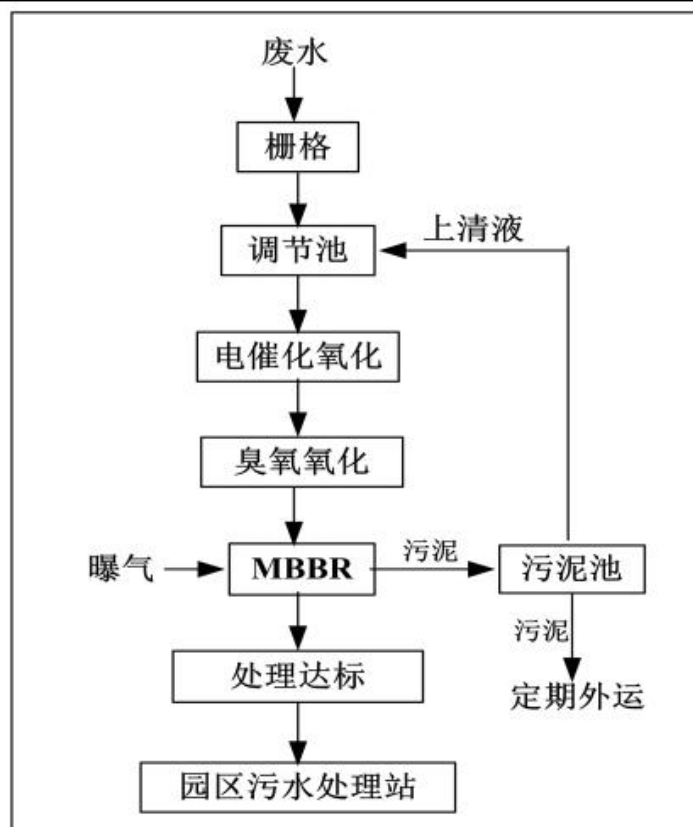 废水
栅格
上清液
调节池
电催化氧化
臭氧氧化
曝气
MBBR
污泥
污泥池
污泥
处理达标
定期外运
园区污水处理站